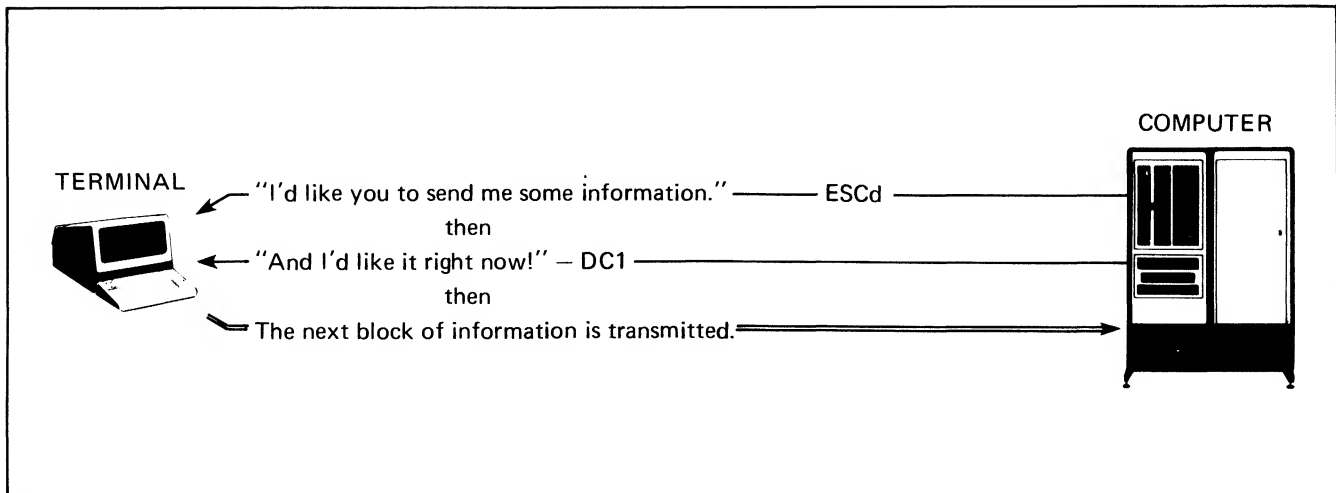 COMPUTER
TERMINAL
"I'd like you to send me some information." ESCd
then
"And I'd like it right now!" – DC1
then
The next block of information is transmitted.